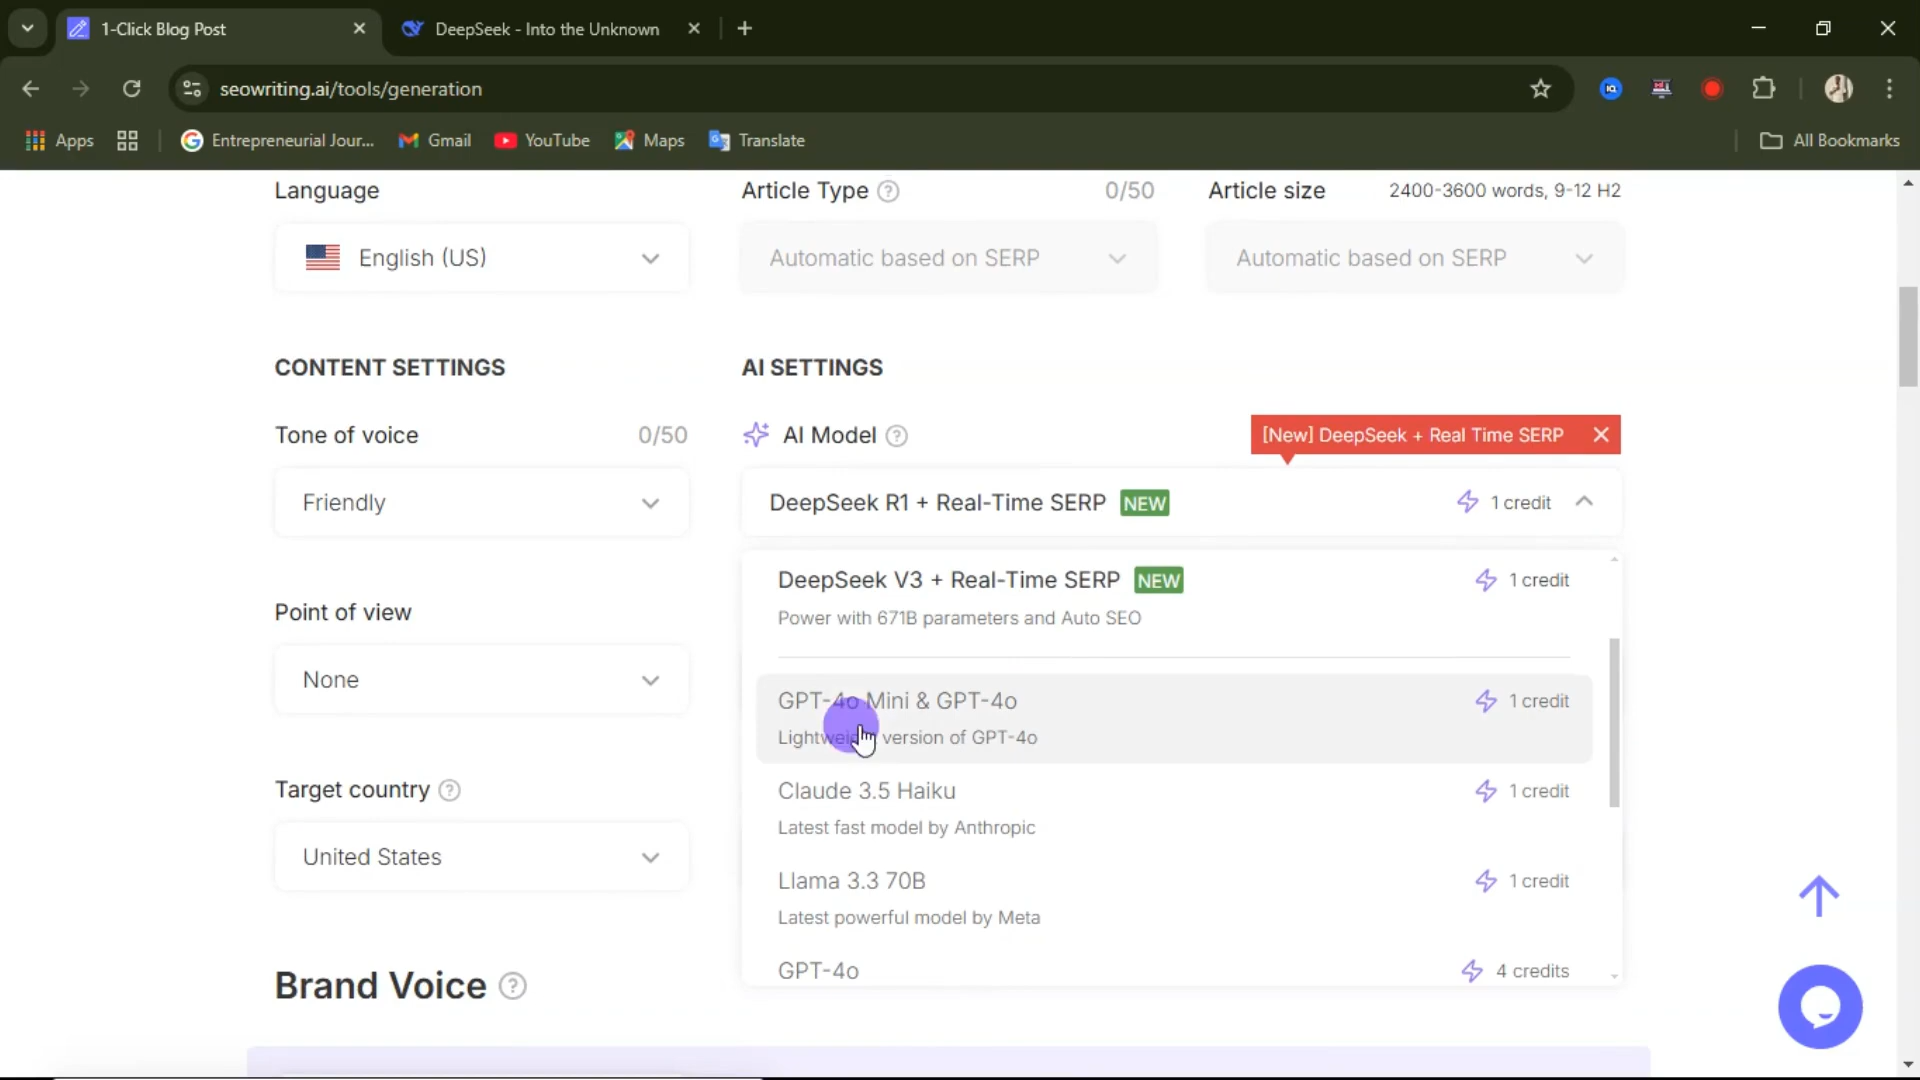 1-Click Blog Post
DeepSeek - Into the Unknown
seowriting.ai/tools/generation
Apps
Entrepreneurial Jour...
Gmail
YouTube
Maps
Translate
All Bookmarks
Language
Article Type ? 0/50
Article size 2400-3600 words, 9-12 H2
English (US)
Automatic based on SERP
Automatic based on SERP
CONTENT SETTINGS
AI SETTINGS
Tone of voice 0/50
AI Model ?
[New] DeepSeek + Real Time SERP
Friendly
DeepSeek R1 + Real-Time SERP NEW 1 credit
DeepSeek V3 + Real-Time SERP NEW 1 credit
Power with 671B parameters and Auto SEO
Point of view
None
GPT-4o Mini & GPT-4o 1 credit
Lightweight version of GPT-4o
Target country ?
United States
Claude 3.5 Haiku 1 credit
Latest fast model by Anthropic
Llama 3.3 70B 1 credit
Latest powerful model by Meta
GPT-4o 4 credits
Brand Voice ?